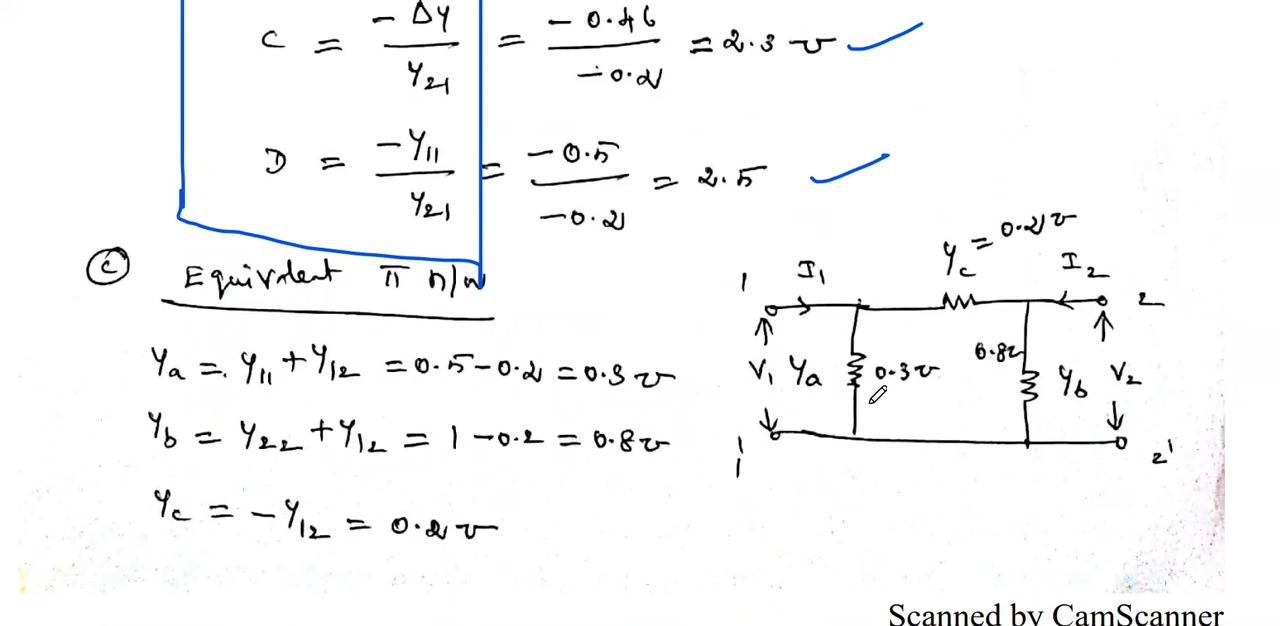 C = -ΔY / Y21 = -0.46 / -0.2 = 2.3 ℧
D = -Y11 / Y21 = -0.5 / -0.2 = 2.5
(C) Equivalent π n/w
Ya = Y11 + Y12 = 0.5 - 0.2 = 0.3 ℧
Yb = Y22 + Y12 = 1 - 0.2 = 0.8 ℧
Yc = -Y12 = 0.2 ℧
Yc = 0.2 ℧
1 I1 I2 2
0.8 ℧
V1 Ya 0.3 ℧ Yb V2
1' 2'
Scanned by CamScanner